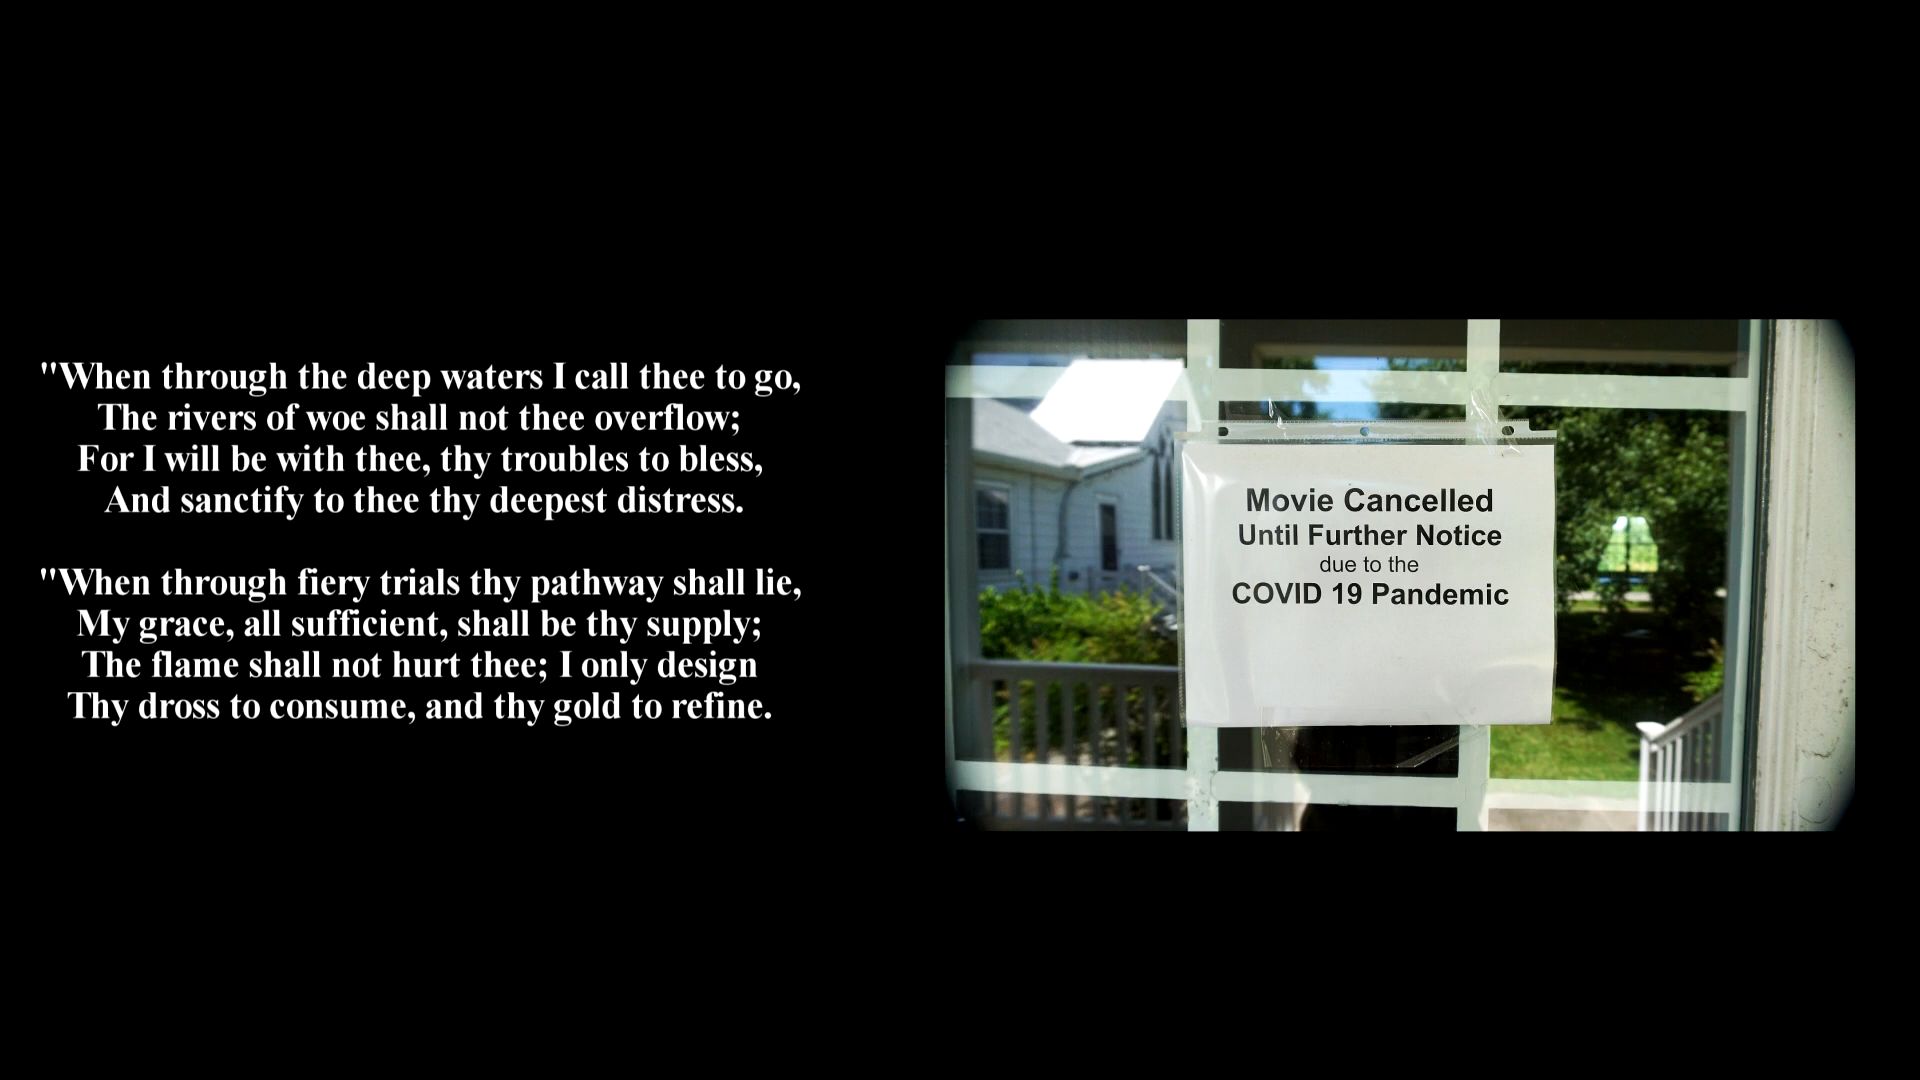 "When through the deep waters I call thee to go,
The rivers of woe shall not thee overflow;
For I will be with thee, thy troubles to bless,
And sanctify to thee thy deepest distress.
"When through fiery trials thy pathway shall lie,
My grace, all sufficient, shall be thy supply;
The flame shall not hurt thee; I only design
Thy dross to consume, and thy gold to refine.
Movie Cancelled
Until Further Notice
due to the
COVID 19 Pandemic